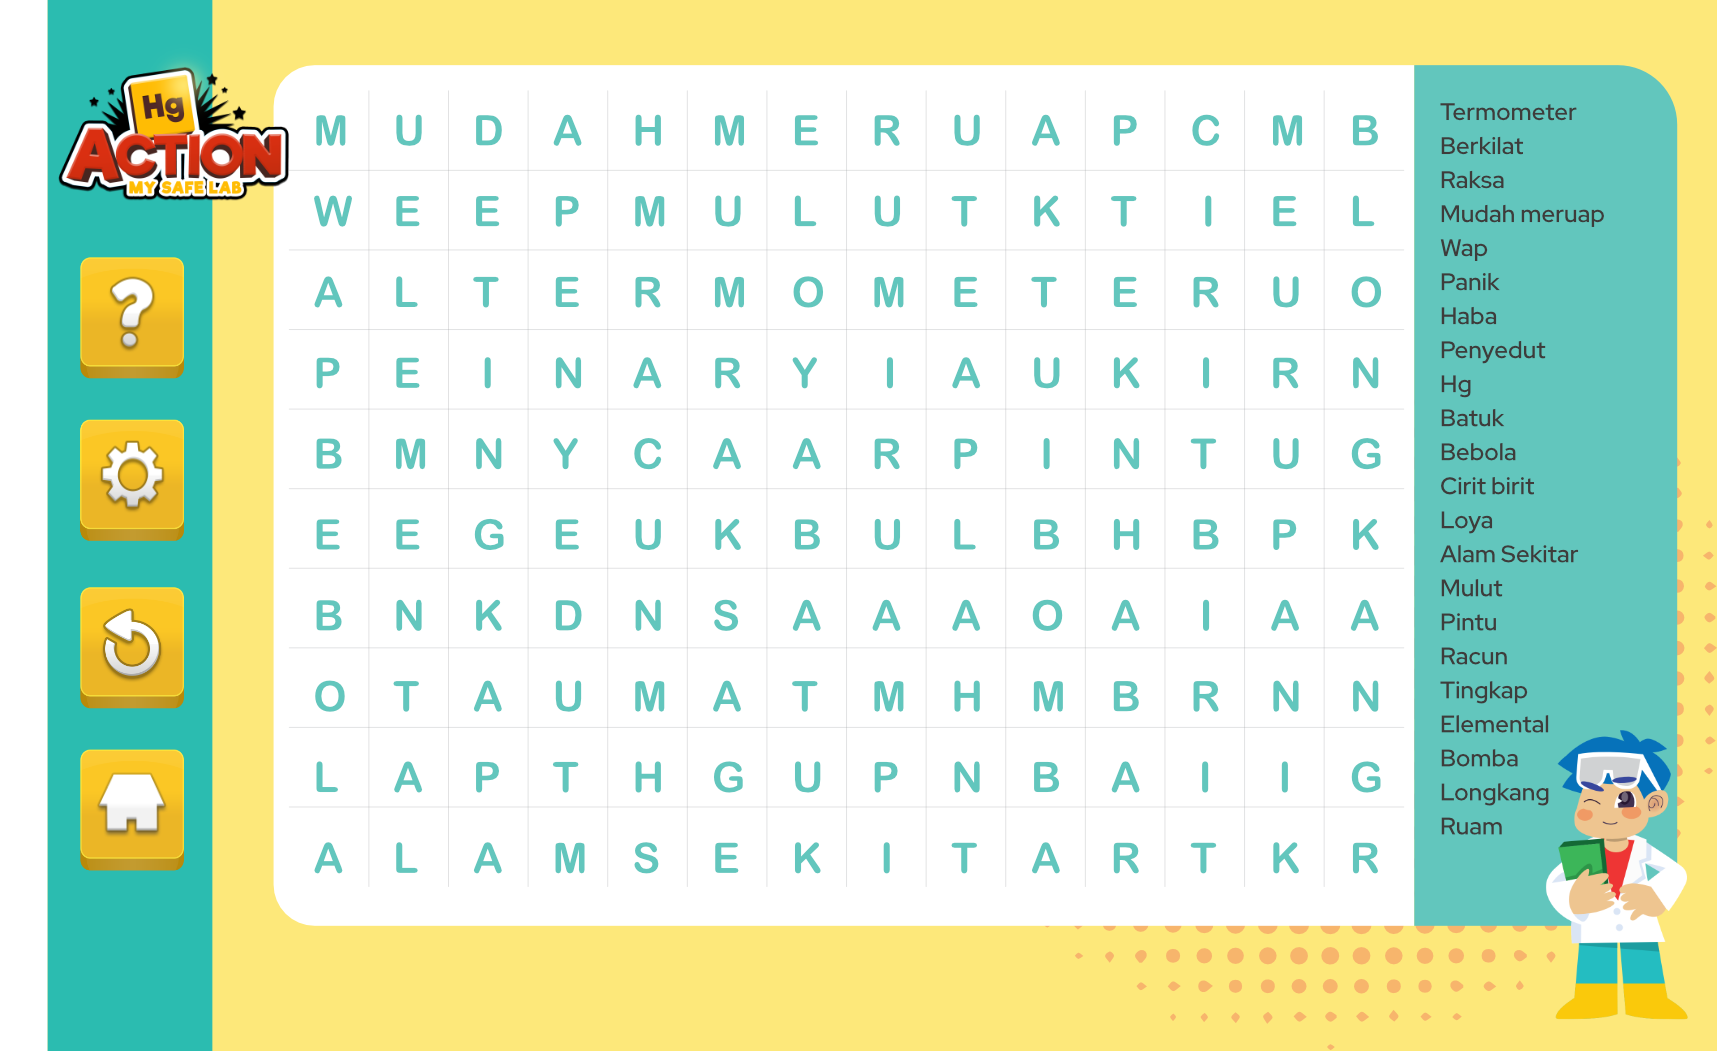 Hg
ACTION
MY SAFE LAB
M U D A H M E R U A P C M B
W E E P M U L U T K T I E L
A L T E R M O M E T E R U O
P E I N A R Y I A U K I R N
B M N Y C A A R P I N T U G
E E G E U K B U L B H B P K
B N K D N S A A A O A I A A
O T A U M A T M H M B R N N
L A P T H G U P N B A I I G
A L A M S E K I T A R T K R
Termometer
Berkilat
Raksa
Mudah meruap
Wap
Panik
Haba
Penyedut
Hg
Batuk
Bebola
Cirit birit
Loya
Alam Sekitar
Mulut
Pintu
Racun
Tingkap
Elemental
Bomba
Longkang
Ruam